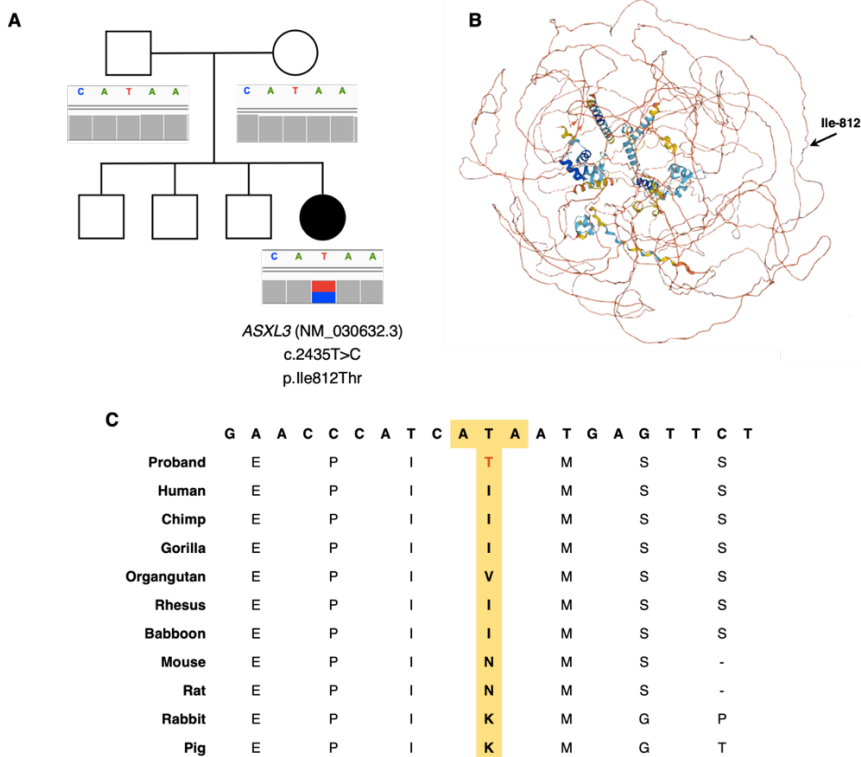 A
B
C A T A A
C A T A A
Ile-812
C A T A A
ASXL3 (NM_030632.3)
c.2435T>C
p.Ile812Thr
C
G A A C C C A T C A T A A T G A G T T C T
Proband E P I T M S S
Human E P I I M S S
Chimp E P I I M S S
Gorilla E P I I M S S
Organgutan E P I V M S S
Rhesus E P I I M S S
Babboon E P I I M S S
Mouse E P I N M S -
Rat E P I N M S -
Rabbit E P I K M G P
Pig E P I K M G T